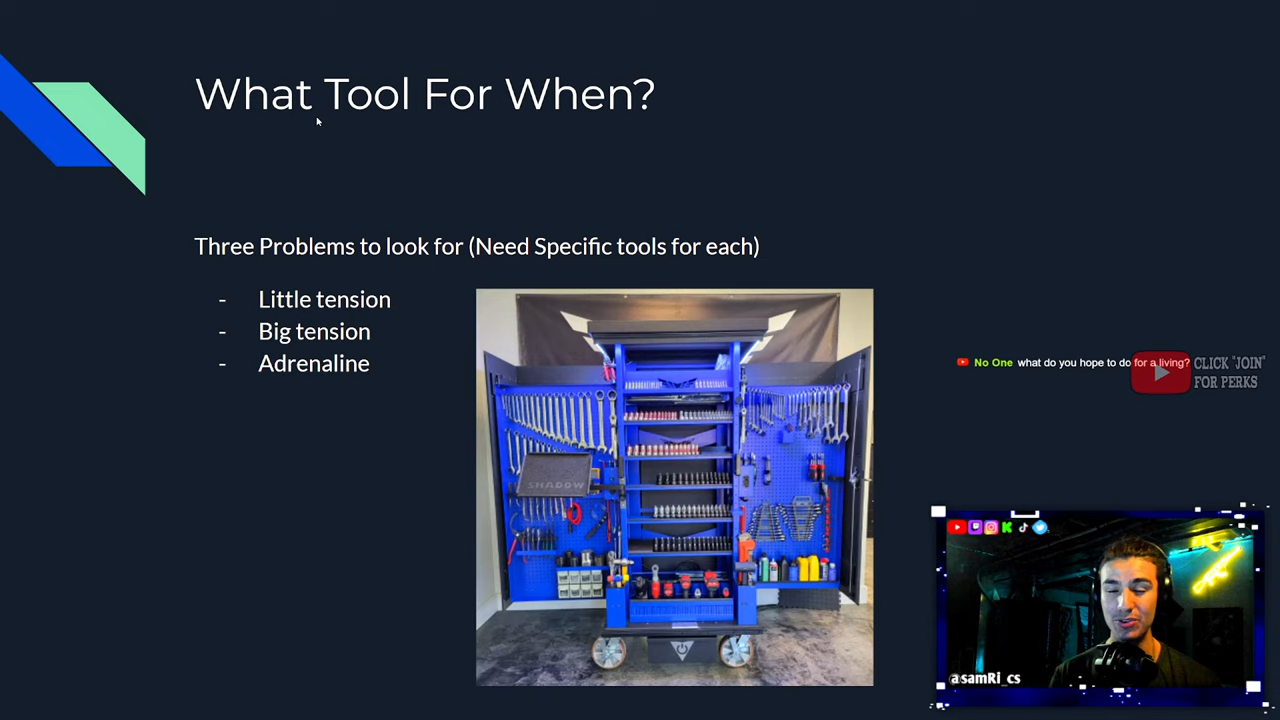 What Tool For When?
Three Problems to look for (Need Specific tools for each)
- Little tension
- Big tension
- Adrenaline
SHADOW
No One what do you hope to do for a living?
CLICK "JOIN"
FOR PERKS
@samRi_cs